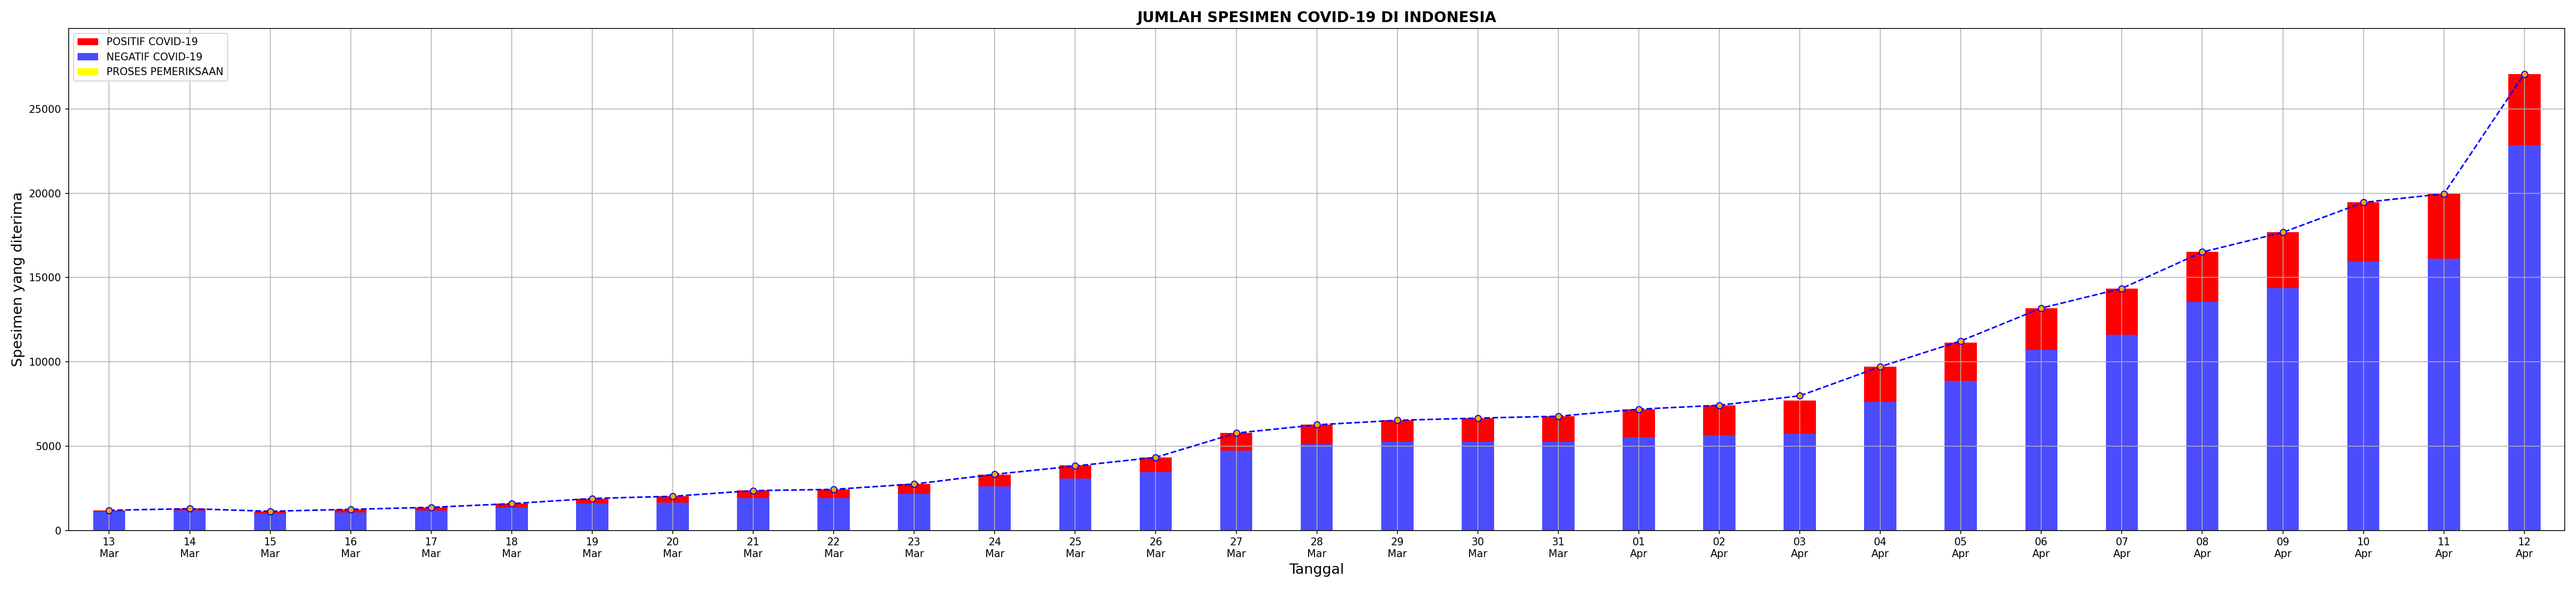 JUMLAH SPESIMEN COVID-19 DI INDONESIA
POSITIF COVID-19
NEGATIF COVID-19
PROSES PEMERIKSAAN
Spesimen yang diterima
25000
20000
15000
10000
5000
0
13 14 15 16 17 18 19 20 21 22 23 24 25 26 27 28 29 30 31 01 02 03 04 05 06 07 08 09 10 11 12
Mar Mar Mar Mar Mar Mar Mar Mar Mar Mar Mar Mar Mar Mar Mar Mar Mar Mar Mar Apr Apr Apr Apr Apr Apr Apr Apr Apr Apr Apr Apr
Tanggal